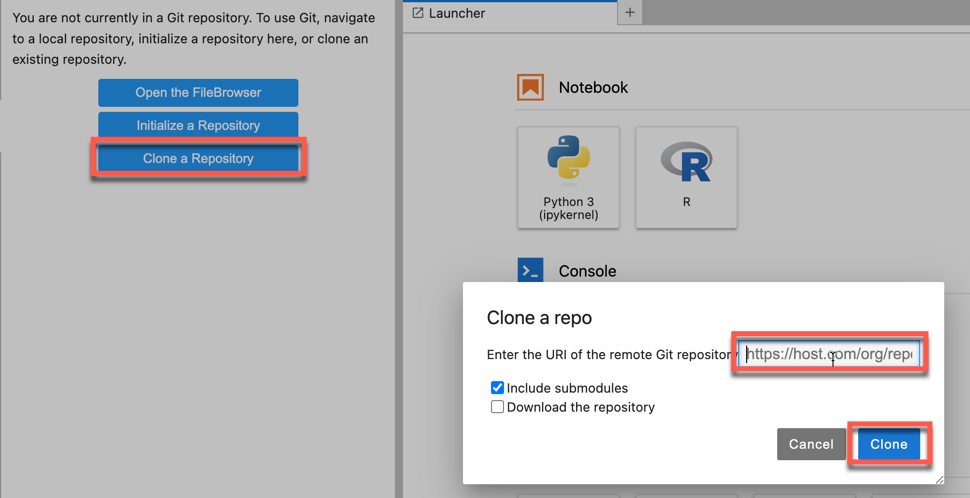 You are not currently in a Git repository. To use Git, navigate
to a local repository, initialize a repository here, or clone an
existing repository.
Open the FileBrowser
Initialize a Repository
Clone a Repository
Launcher
Notebook
Python 3
(ipykernel)
R
Console
Clone a repo
Enter the URI of the remote Git repository
https://host.com/org/repo
Include submodules
Download the repository
Cancel
Clone